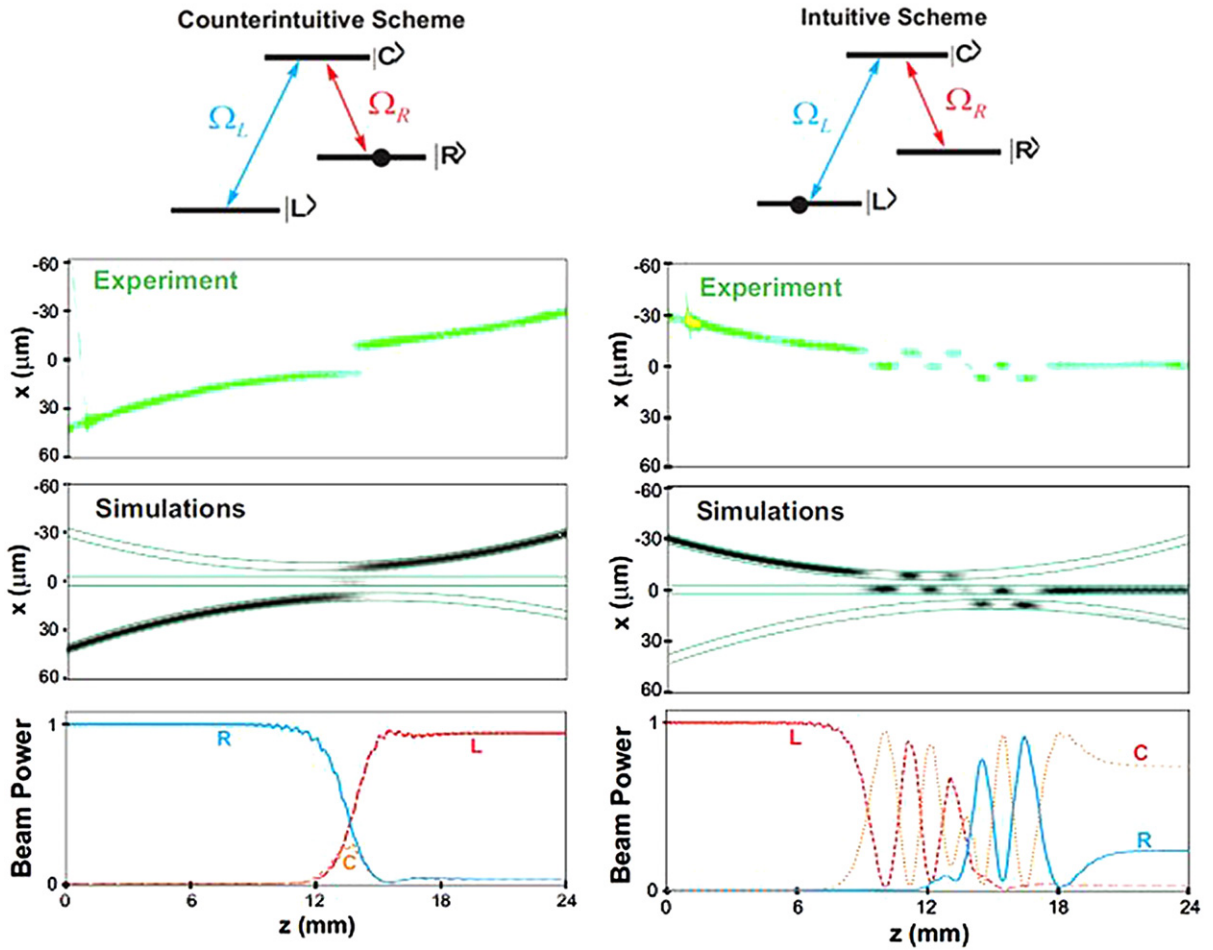 Counterintuitive Scheme
|C⟩
Ω_L
Ω_R
|R⟩
|L⟩
Experiment
-60
-30
0
30
60
x (μm)
Simulations
-60
-30
0
30
60
x (μm)
1
0
Beam Power
R
L
C
0
6
12
18
24
z (mm)
Intuitive Scheme
|C⟩
Ω_L
Ω_R
|R⟩
|L⟩
Experiment
-60
-30
0
30
60
x (μm)
Simulations
-60
-30
0
30
60
x (μm)
1
0
Beam Power
L
C
R
0
6
12
18
24
z (mm)